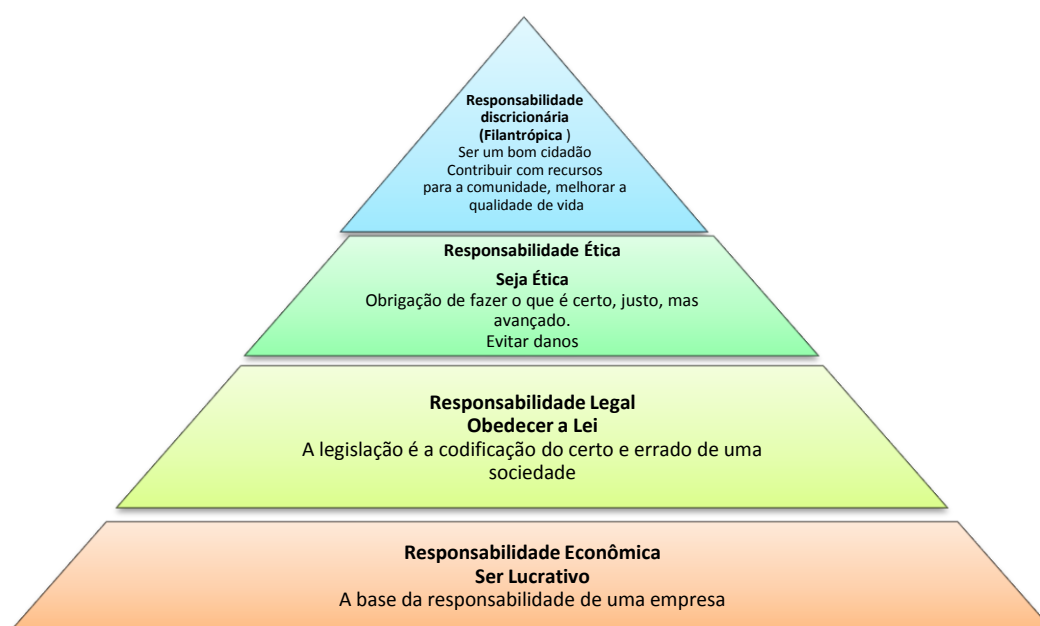 Responsabilidade
discricionária
(Filantrópica )
Ser um bom cidadão
Contribuir com recursos
para a comunidade, melhorar a
qualidade de vida
Responsabilidade Ética
Seja Ética
Obrigação de fazer o que é certo, justo, mas
avançado.
Evitar danos
Responsabilidade Legal
Obedecer a Lei
A legislação é a codificação do certo e errado de uma
sociedade
Responsabilidade Econômica
Ser Lucrativo
A base da responsabilidade de uma empresa